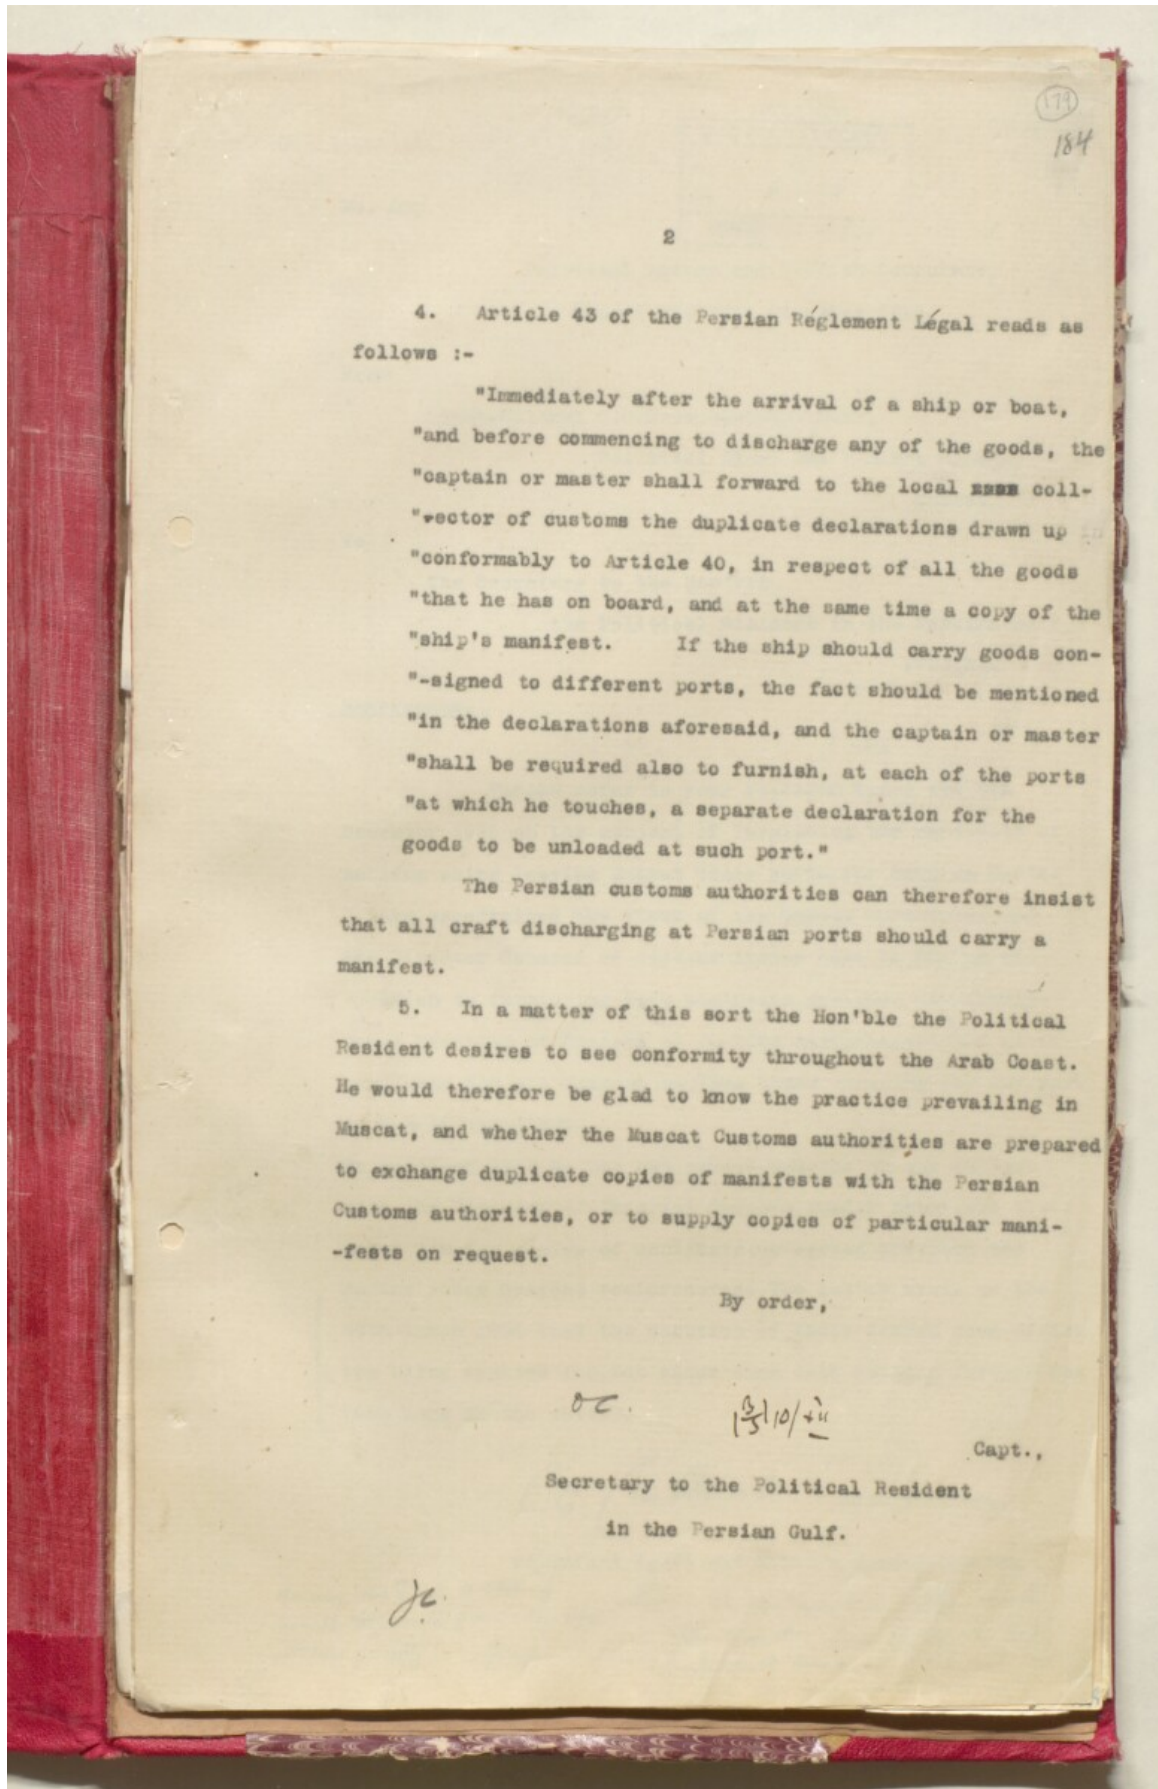 179
184
2
4. Article 43 of the Persian Réglement Légal reads as
follows :-
"Immediately after the arrival of a ship or boat,
"and before commencing to discharge any of the goods, the
"captain or master shall forward to the local coll-
"-ector of customs the duplicate declarations drawn up in
"conformably to Article 40, in respect of all the goods
"that he has on board, and at the same time a copy of the
"ship's manifest. If the ship should carry goods con-
"-signed to different ports, the fact should be mentioned
"in the declarations aforesaid, and the captain or master
"shall be required also to furnish, at each of the ports
"at which he touches, a separate declaration for the
goods to be unloaded at such port."
The Persian customs authorities can therefore insist
that all craft discharging at Persian ports should carry a
manifest.
5. In a matter of this sort the Hon'ble the Political
Resident desires to see conformity throughout the Arab Coast.
He would therefore be glad to know the practice prevailing in
Muscat, and whether the Muscat Customs authorities are prepared
to exchange duplicate copies of manifests with the Persian
Customs authorities, or to supply copies of particular mani-
-fests on request.
By order,
10/xii
Capt.,
Secretary to the Political Resident
in the Persian Gulf.